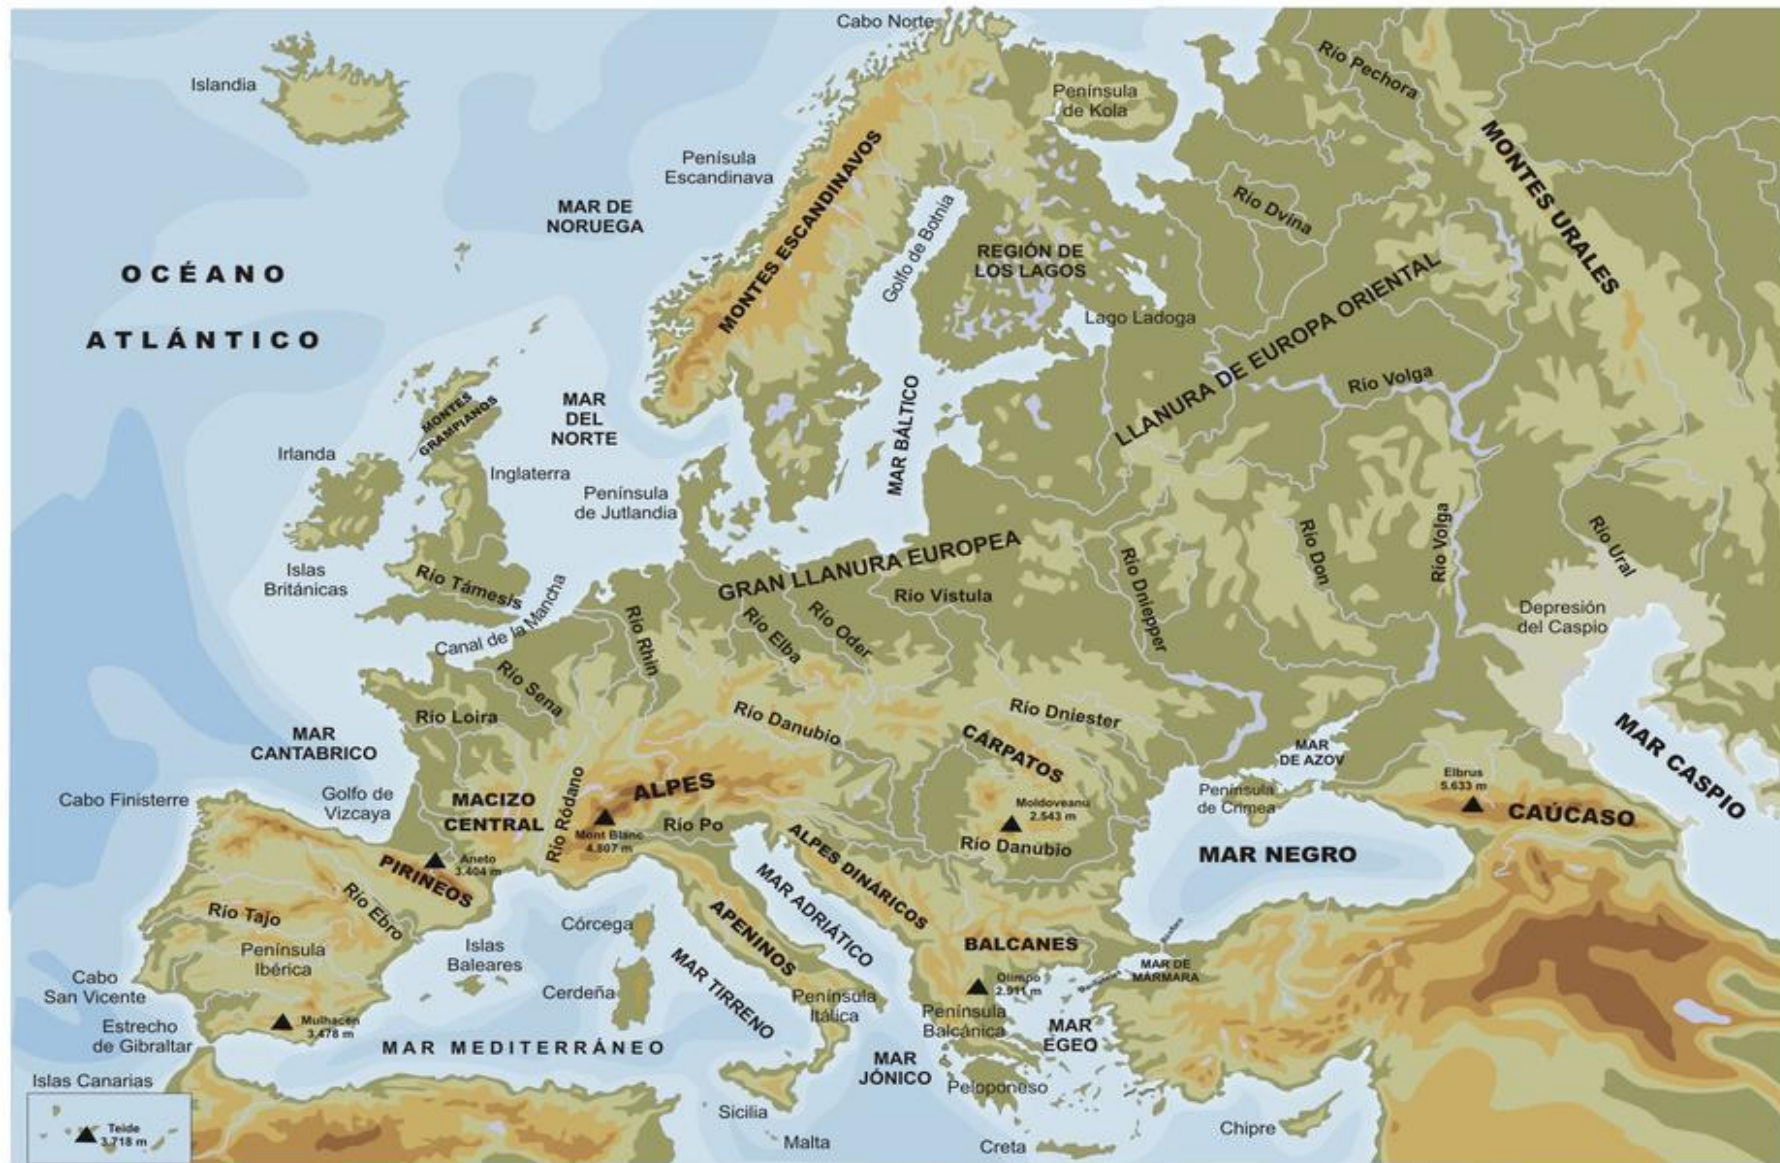 Cabo Norte
Islandia
Río Pechora
Península
de Kola
MONTES URALES
Penísula
Escandinava
MONTES ESCANDINAVOS
MAR DE
NORUEGA
Río Dvina
Golfo de Botnia
REGIÓN DE
LOS LAGOS
OCÉANO
ATLÁNTICO
Lago Ladoga
LLANURA DE EUROPA ORIENTAL
Río Volga
MAR
DEL
NORTE
MONTES
GRAMPIANOS
MAR BÁLTICO
Irlanda
Inglaterra
Península
de Jutlandia
Río Volga
Río Don
Río Ural
GRAN LLANURA EUROPEA
Islas
Británicas
Río Támesis
Canal de la Mancha
Río Rhin
Río Elba
Río Oder
Río Vístula
Río Dniepper
Depresión
del Caspio
Río Sena
Río Loira
Río Danubio
Río Dniester
MAR
CANTABRICO
CÁRPATOS
MAR
DE AZOV
MAR CASPIO
Cabo Finisterre
Golfo de
Vizcaya
MACIZO
CENTRAL
Río Ródano
ALPES
Mont Blanc
4.807 m
Río Po
Moldoveanu
2.543 m
Río Danubio
Península
de Crimea
Elbrus
5.633 m
CAÚCASO
MAR NEGRO
PIRINEOS
Aneto
3.404 m
ALPES DINÁRICOS
MAR ADRIÁTICO
Río Tajo
Río Ebro
Península
Ibérica
Islas
Baleares
Córcega
APENINOS
BALCANES
MAR DE
MÁRMARA
Cabo
San Vicente
Cerdeña
MAR TIRRENO
Península
Itálica
Olimpo
2.911 m
Península
Balcánica
MAR
EGEO
Estrecho
de Gibraltar
Mulhacén
3.478 m
MAR MEDITERRÁNEO
MAR
JÓNICO
Peloponeso
Islas Canarias
Teide
3.718 m
Sicilia
Malta
Creta
Chipre